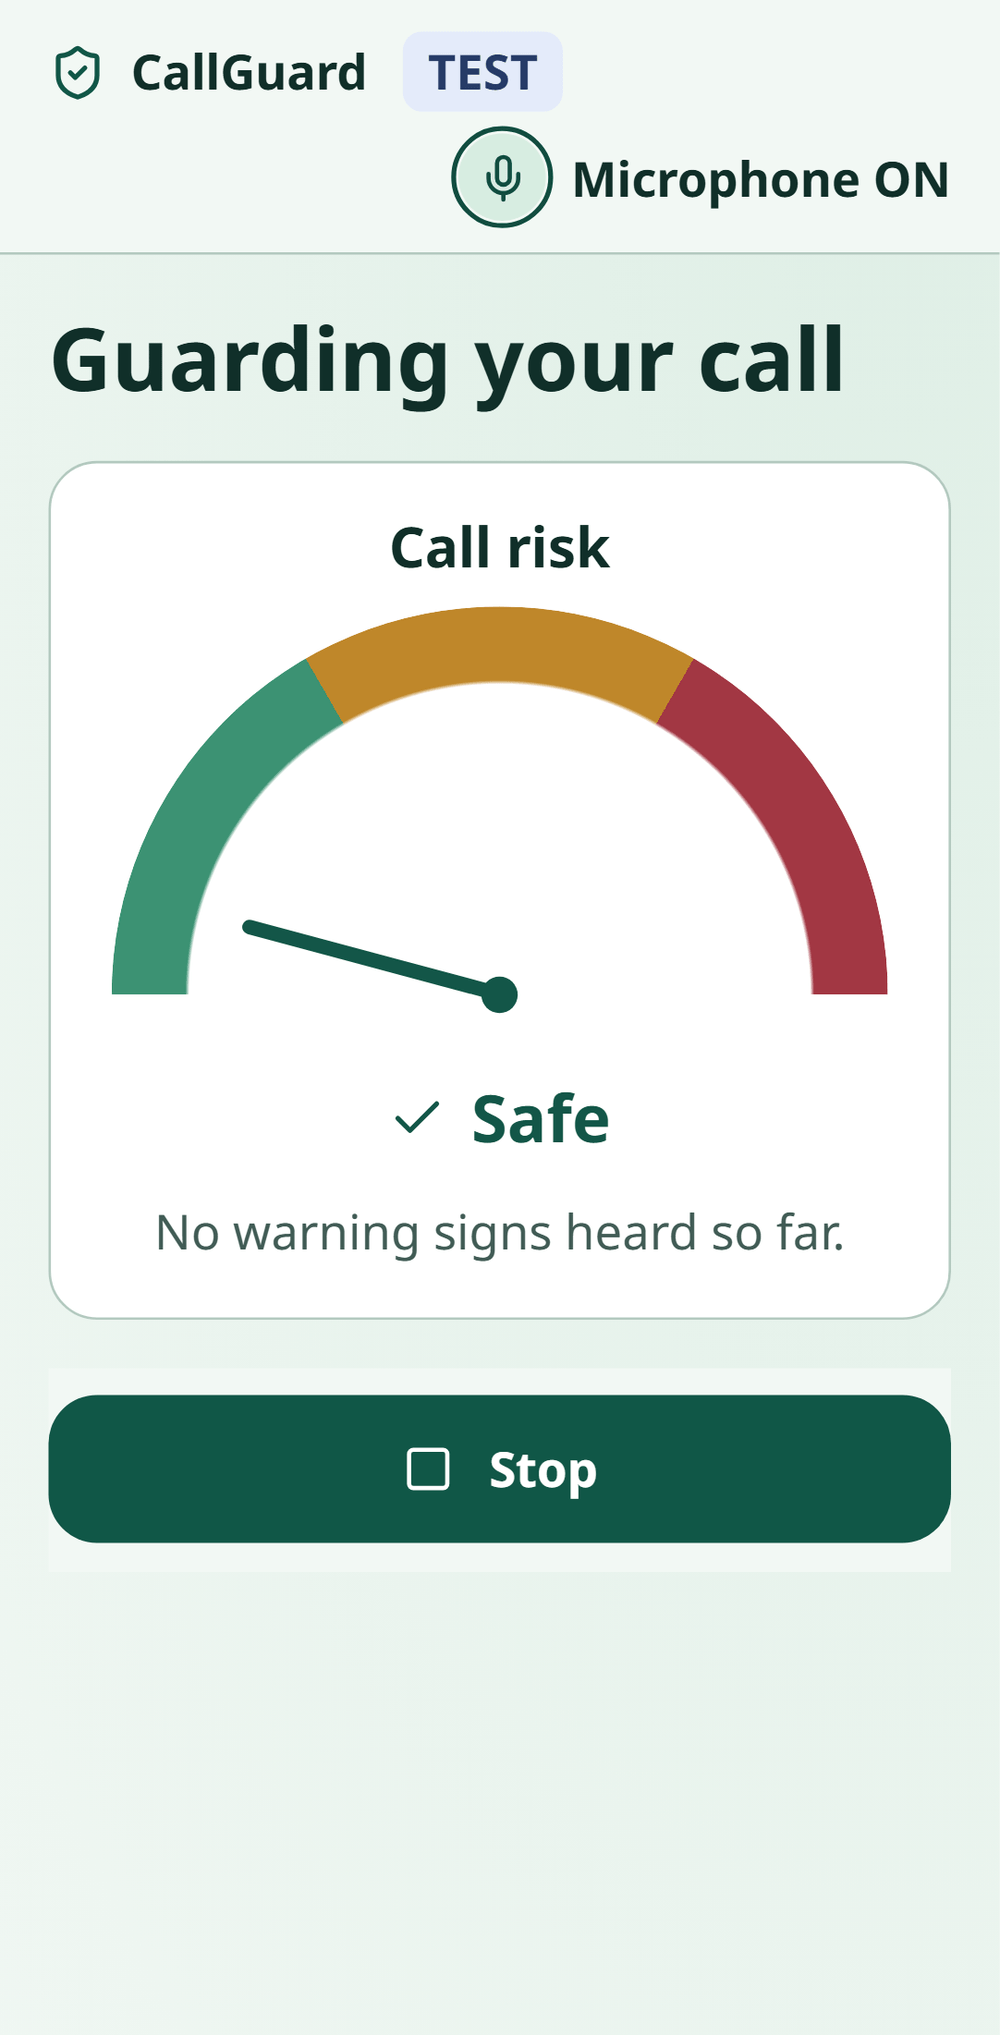 CallGuard TEST
Microphone ON
Guarding your call
Call risk
Safe
No warning signs heard so far.
Stop